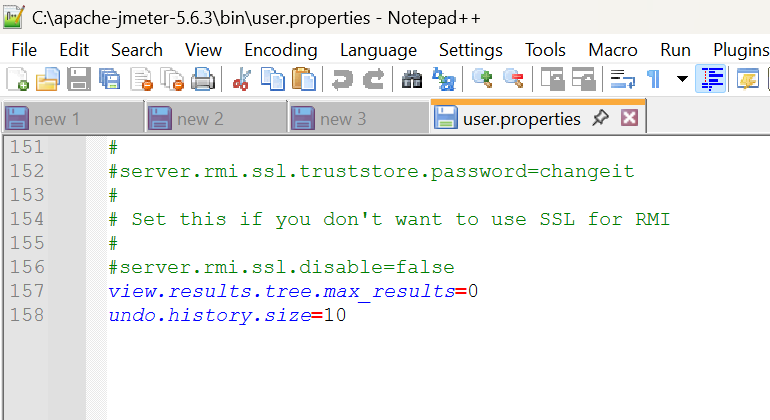 C:\apache-jmeter-5.6.3\bin\user.properties - Notepad++
File Edit Search View Encoding Language Settings Tools Macro Run Plugins
new 1 new 2 new 3 user.properties
151 #
152 #server.rmi.ssl.truststore.password=changeit
153 #
154 # Set this if you don't want to use SSL for RMI
155 #
156 #server.rmi.ssl.disable=false
157 view.results.tree.max_results=0
158 undo.history.size=10